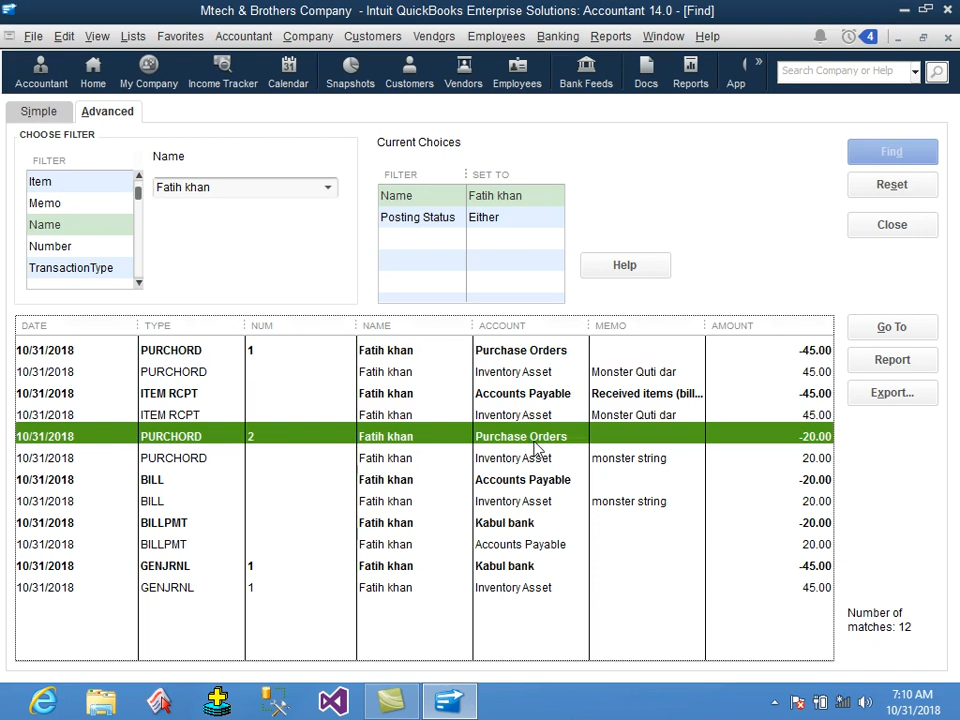 Mtech & Brothers Company - Intuit QuickBooks Enterprise Solutions: Accountant 14.0 - [Find]
File Edit View Lists Favorites Accountant Company Customers Vendors Employees Banking Reports Window Help 4
Accountant Home My Company Income Tracker Calendar Snapshots Customers Vendors Employees Bank Feeds Docs Reports App » Search Company or Help
Simple Advanced
CHOOSE FILTER
FILTER
Item
Memo
Name
Number
TransactionType
Name
Fatih khan
Current Choices
FILTER SET TO
Name Fatih khan
Posting Status Either
Help
Find
Reset
Close
DATE TYPE NUM NAME ACCOUNT MEMO AMOUNT
10/31/2018 PURCHORD 1 Fatih khan Purchase Orders -45.00
10/31/2018 PURCHORD Fatih khan Inventory Asset Monster Quti dar 45.00
10/31/2018 ITEM RCPT Fatih khan Accounts Payable Received items (bill... -45.00
10/31/2018 ITEM RCPT Fatih khan Inventory Asset Monster Quti dar 45.00
10/31/2018 PURCHORD 2 Fatih khan Purchase Orders -20.00
10/31/2018 PURCHORD Fatih khan Inventory Asset monster string 20.00
10/31/2018 BILL Fatih khan Accounts Payable -20.00
10/31/2018 BILL Fatih khan Inventory Asset monster string 20.00
10/31/2018 BILLPMT Fatih khan Kabul bank -20.00
10/31/2018 BILLPMT Fatih khan Accounts Payable 20.00
10/31/2018 GENJRNL 1 Fatih khan Kabul bank -45.00
10/31/2018 GENJRNL 1 Fatih khan Inventory Asset 45.00
Go To
Report
Export...
Number of
matches: 12
7:10 AM
10/31/2018